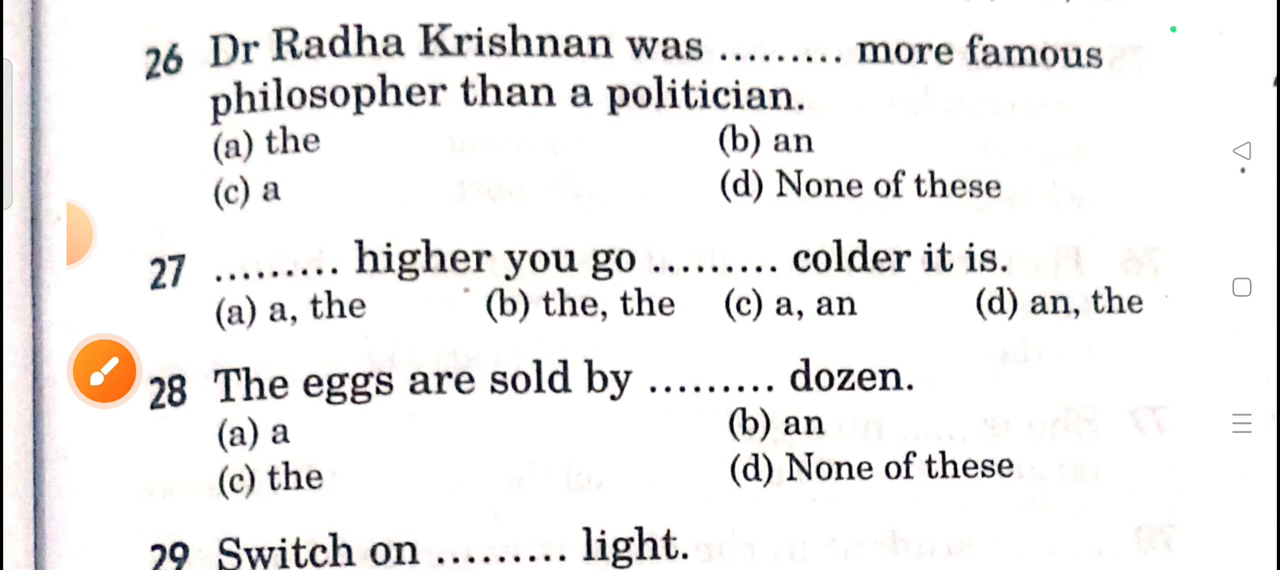 26 Dr Radha Krishnan was ......... more famous
philosopher than a politician.
(a) the (b) an
(c) a (d) None of these
27 ......... higher you go ......... colder it is.
(a) a, the (b) the, the (c) a, an (d) an, the
28 The eggs are sold by ......... dozen.
(a) a (b) an
(c) the (d) None of these
29 Switch on ......... light.